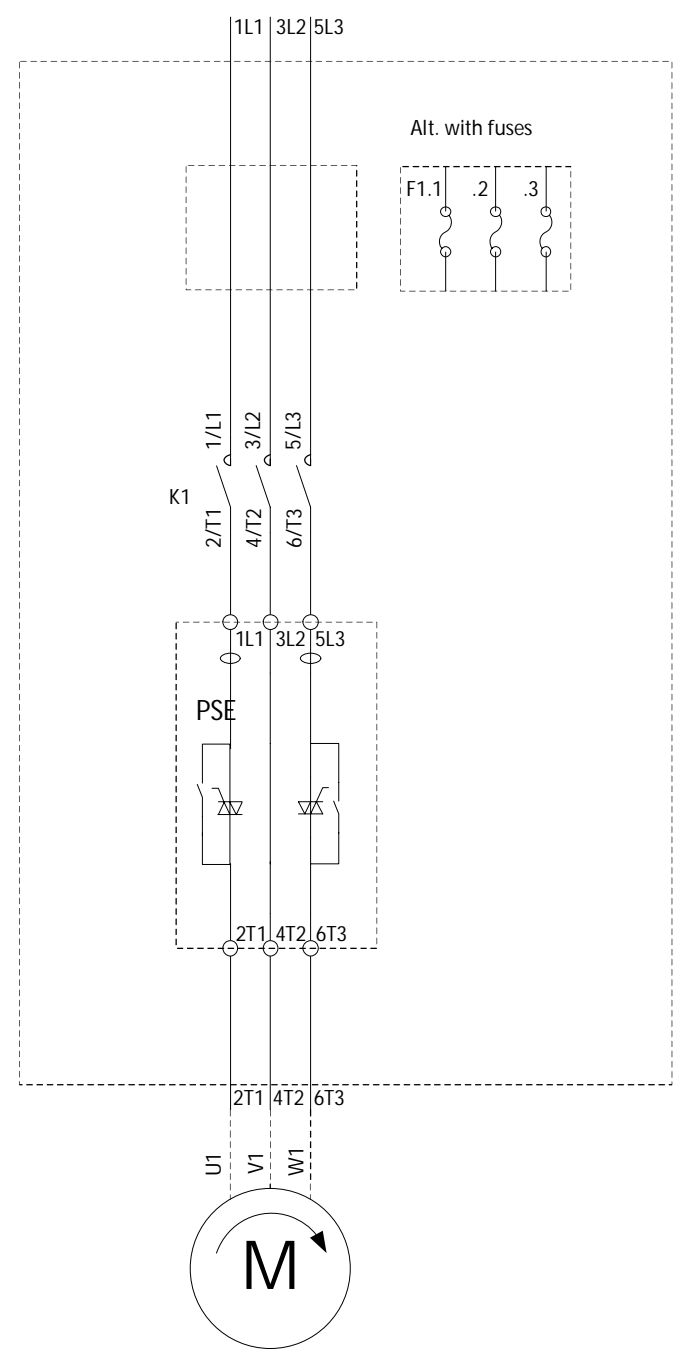 1L1 3L2 5L3
Alt. with fuses
F1.1 .2 .3
1/L1 3/L2 5/L3
K1
2/T1 4/T2 6/T3
1L1 3L2 5L3
PSE
2T1 4T2 6T3
2T1 4T2 6T3
U1 V1 W1
M